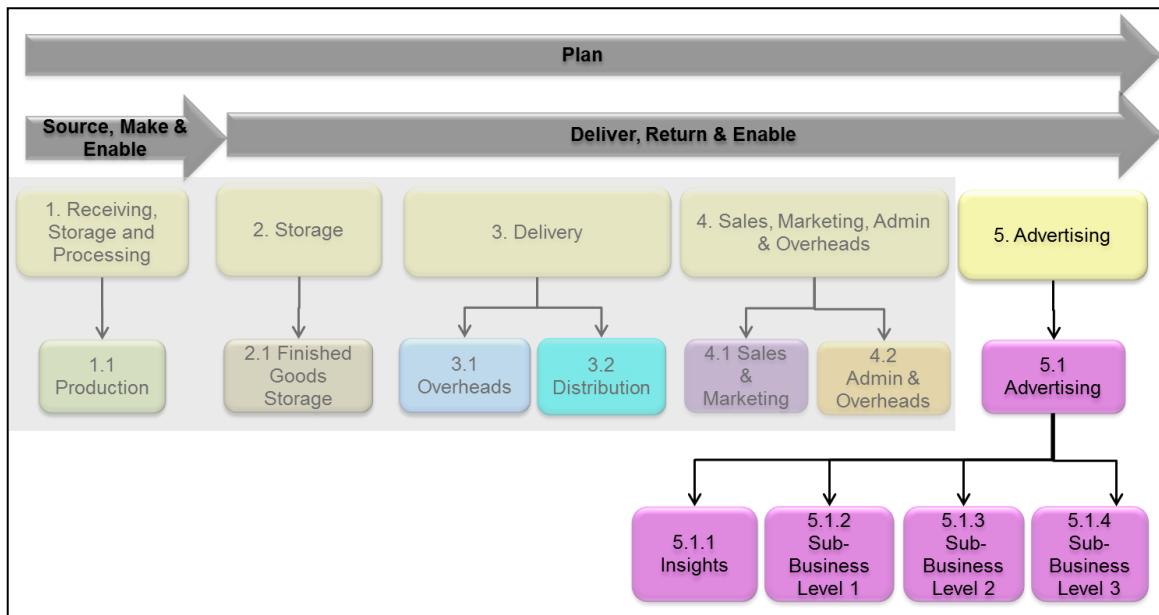 Plan
Source, Make &
Enable
Deliver, Return & Enable
1. Receiving,
Storage and
Processing
2. Storage
3. Delivery
4. Sales, Marketing, Admin
& Overheads
5. Advertising
1.1
Production
2.1 Finished
Goods
Storage
3.1
Overheads
3.2
Distribution
4.1 Sales
&
Marketing
4.2
Admin &
Overheads
5.1
Advertising
5.1.1
Insights
5.1.2
Sub-
Business
Level 1
5.1.3
Sub-
Business
Level 2
5.1.4
Sub-
Business
Level 3